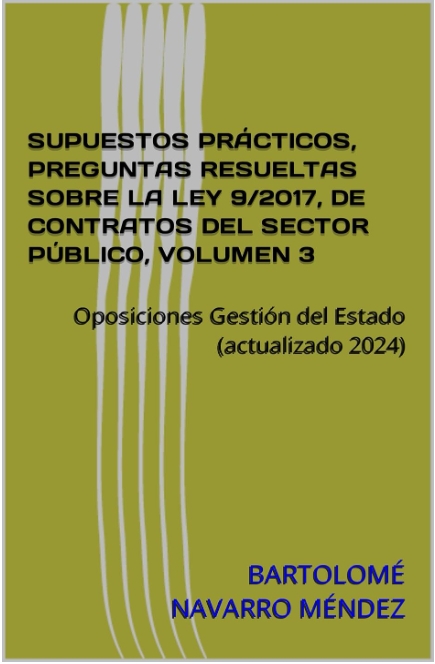 SUPUESTOS PRÁCTICOS,
PREGUNTAS RESUELTAS
SOBRE LA LEY 9/2017, DE
CONTRATOS DEL SECTOR
PÚBLICO, VOLUMEN 3
Oposiciones Gestión del Estado
(actualizado 2024)
BARTOLOMÉ
NAVARRO MÉNDEZ